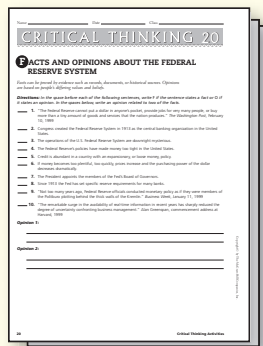 Name Date Class
CRITICAL THINKING 20
FACTS AND OPINIONS ABOUT THE FEDERAL
RESERVE SYSTEM
Facts can be proved by evidence such as records, documents, or historical sources. Opinions
are based on people's differing values and beliefs.
Directions: In the space before each of the following sentences, write F if the sentence states a fact or O if
it states an opinion. In the spaces below, write an opinion related to two of the facts.
1. "The Federal Reserve cannot put a dollar in anyone's pocket, provide jobs for very many people, or buy
more than a tiny amount of goods and services that the nation produces." The Washington Post, February
10, 1999
2. Congress created the Federal Reserve System in 1913 as the central banking organization in the United
States.
3. The operations of the U.S. Federal Reserve System are downright mysterious.
4. The Federal Reserve's policies have made money too tight in the United States.
5. Credit is abundant in a country with an expansionary, or loose money policy.
6. If money becomes too plentiful, too quickly prices increase and the purchasing power of the dollar
decreases dramatically.
7. The President appoints the members of the Fed's Board of Governors.
8. Since 1913 the Fed has set specific reserve requirements for many banks.
9. "Not too many years ago, Federal Reserve officials conducted monetary policy as if they were members of
the Politburo plotting behind the thick walls of the Kremlin." Business Week, January 11, 1999
10. "The remarkable surge in the availability of real-time information in recent years has sharply reduced the
degree of uncertainty confronting business management." Alan Greenspan, commencement address at
Harvard, 1999
Opinion 1:
Opinion 2:
20 Critical Thinking Activities